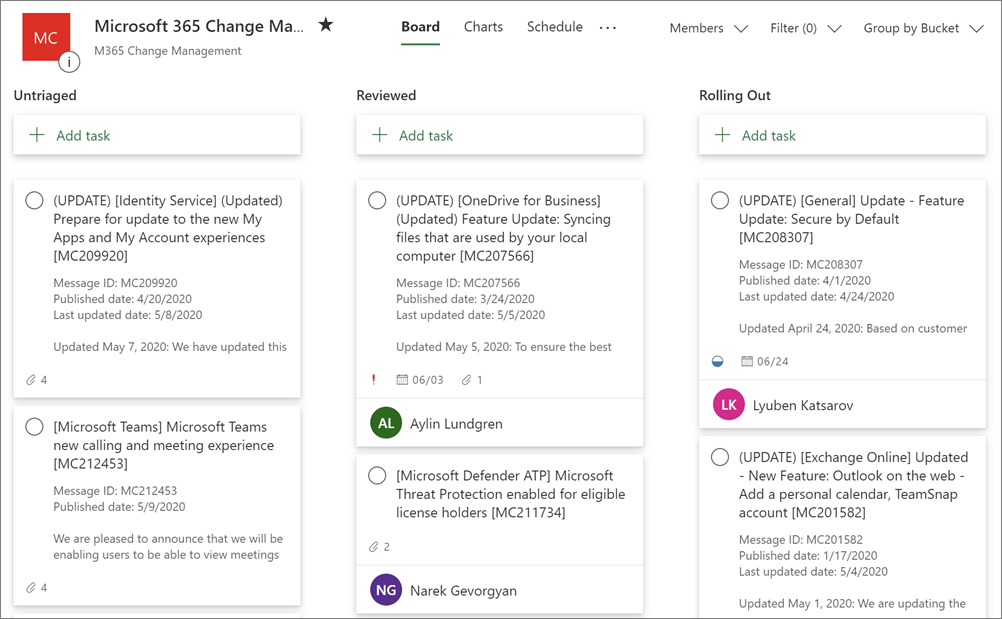 MC
Microsoft 365 Change Ma...
M365 Change Management
i
Board
Charts
Schedule
...
Members
Filter (0)
Group by Bucket
Untriaged
Add task
(UPDATE) [Identity Service] (Updated)
Prepare for update to the new My
Apps and My Account experiences
[MC209920]
Message ID: MC209920
Published date: 4/20/2020
Last updated date: 5/8/2020
Updated May 7, 2020: We have updated this
4
[Microsoft Teams] Microsoft Teams
new calling and meeting experience
[MC212453]
Message ID: MC212453
Published date: 5/9/2020
We are pleased to announce that we will be
enabling users to be able to view meetings
4
Reviewed
Add task
(UPDATE) [OneDrive for Business]
(Updated) Feature Update: Syncing
files that are used by your local
computer [MC207566]
Message ID: MC207566
Published date: 3/24/2020
Last updated date: 5/5/2020
Updated May 5, 2020: To ensure the best
! 06/03 1
AL Aylin Lundgren
[Microsoft Defender ATP] Microsoft
Threat Protection enabled for eligible
license holders [MC211734]
2
NG Narek Gevorgyan
Rolling Out
Add task
(UPDATE) [General] Update - Feature
Update: Secure by Default
[MC208307]
Message ID: MC208307
Published date: 4/1/2020
Last updated date: 4/24/2020
Updated April 24, 2020: Based on customer
06/24
LK Lyuben Katsarov
(UPDATE) [Exchange Online] Updated
- New Feature: Outlook on the web -
Add a personal calendar, TeamSnap
account [MC201582]
Message ID: MC201582
Published date: 1/17/2020
Last updated date: 5/4/2020
Updated May 1, 2020: We are updating the